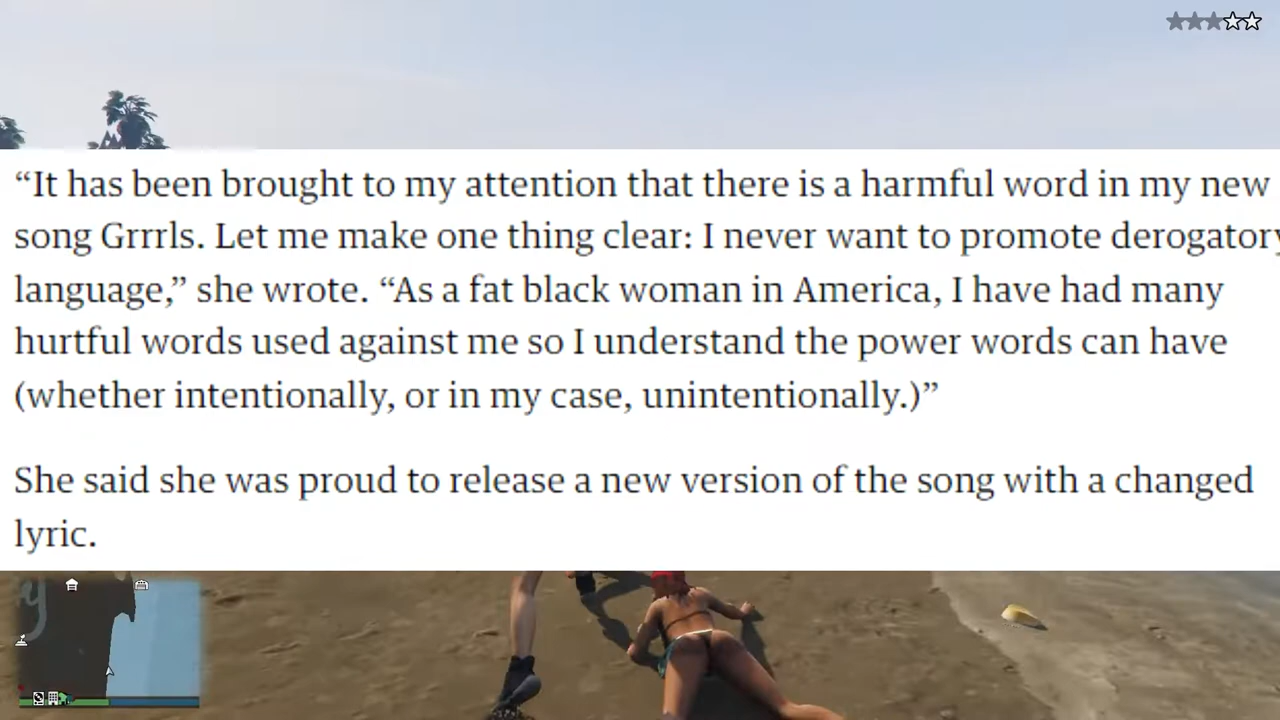 “It has been brought to my attention that there is a harmful word in my new
song Grrrls. Let me make one thing clear: I never want to promote derogatory
language,” she wrote. “As a fat black woman in America, I have had many
hurtful words used against me so I understand the power words can have
(whether intentionally, or in my case, unintentionally.)”
She said she was proud to release a new version of the song with a changed
lyric.